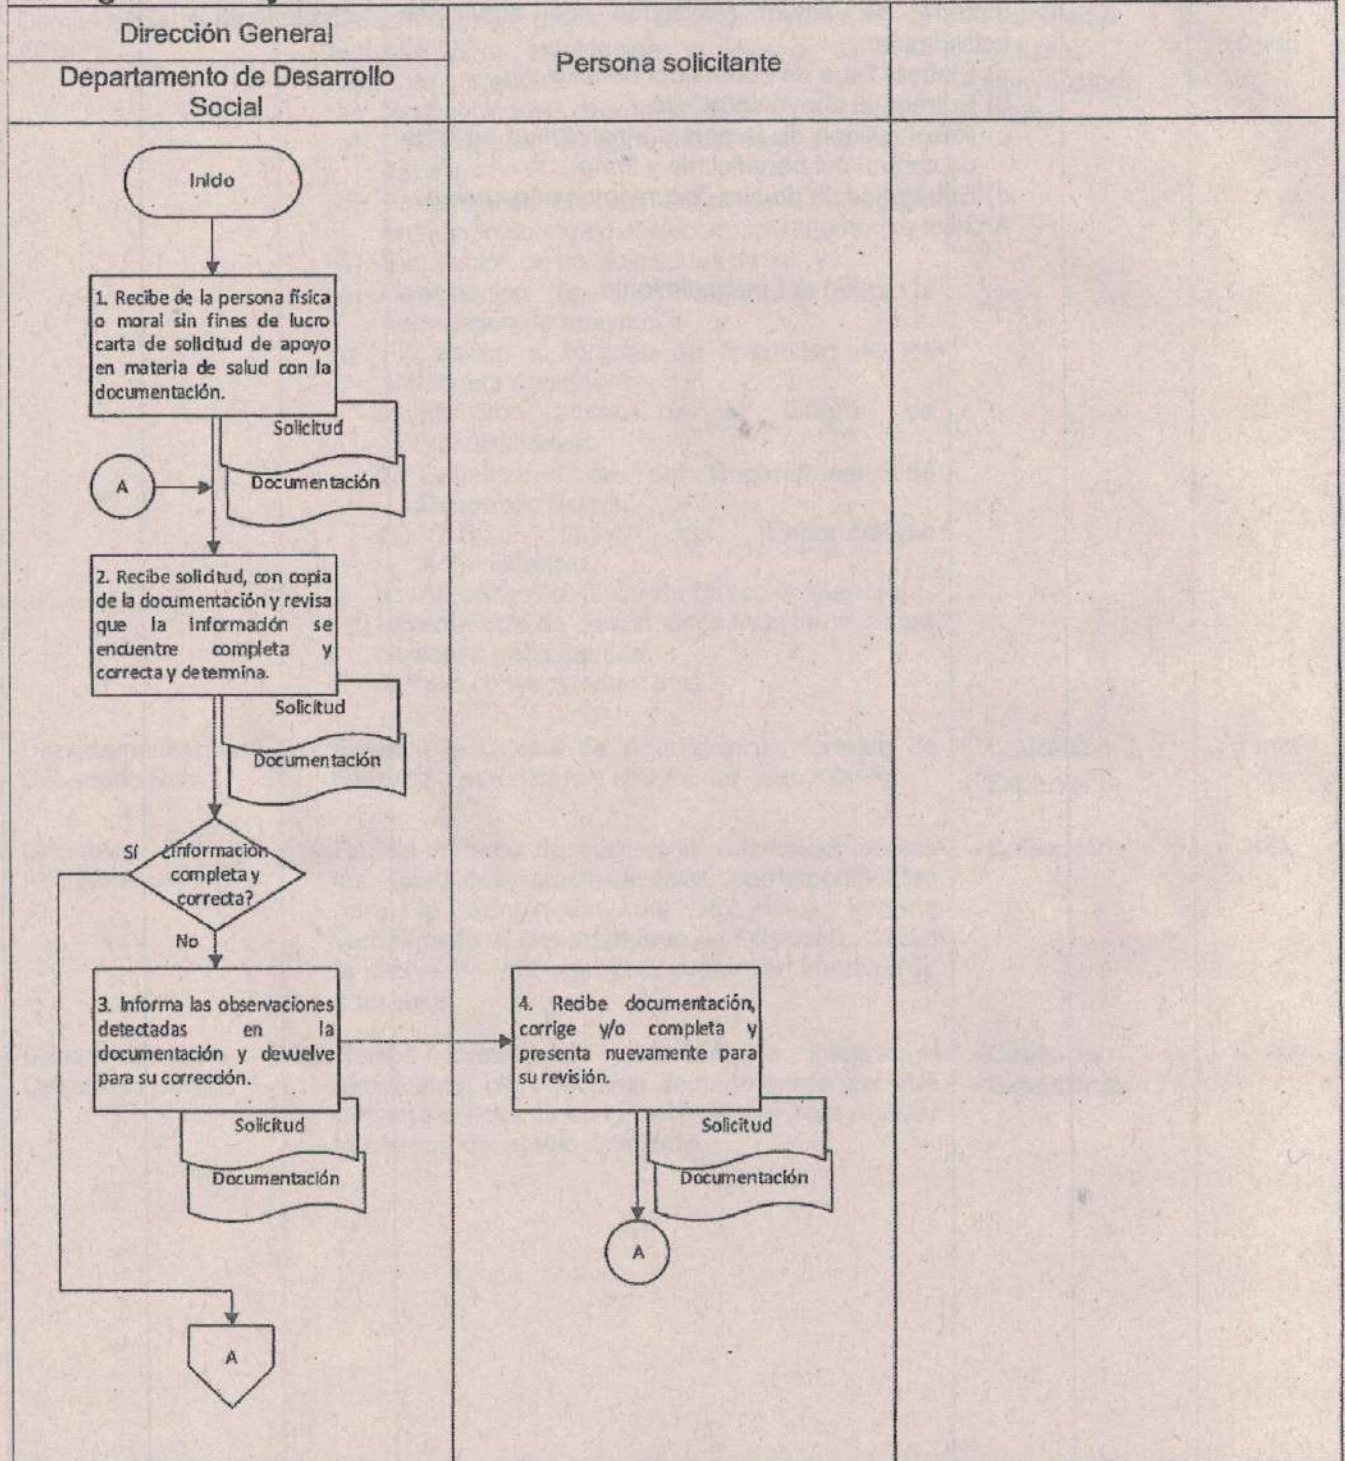 Dirección General
Departamento de Desarrollo
Social
Persona solicitante
Inicio
1. Recibe de la persona física
o moral sin fines de lucro
carta de solicitud de apoyo
en materia de salud con la
documentación.
Solicitud
Documentación
A
2. Recibe solicitud, con copia
de la documentación y revisa
que la información se
encuentre completa y
correcta y determina.
Solicitud
Documentación
Sí
¿Información
completa y
correcta?
No
3. Informa las observaciones
detectadas en la
documentación y devuelve
para su corrección.
Solicitud
Documentación
4. Recibe documentación,
corrige y/o completa y
presenta nuevamente para
su revisión.
Solicitud
Documentación
A
A